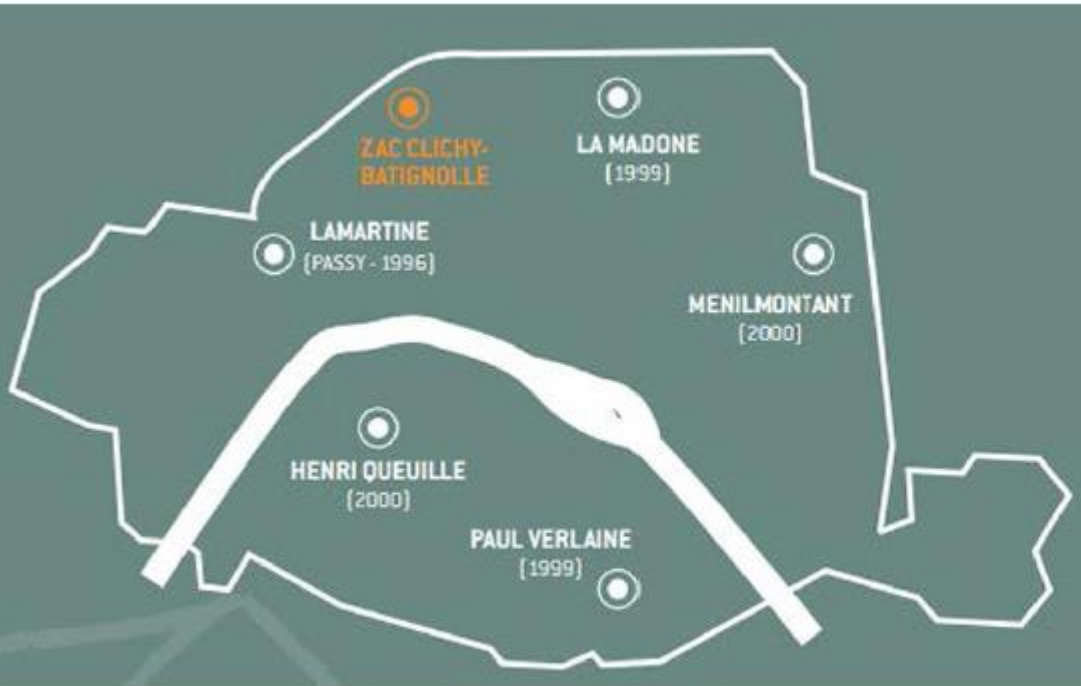 ZAC CLICHY-
BATIGNOLLE
LA MADONE
(1999)
LAMARTINE
(PASSY - 1996)
MENILMONTANT
(2000)
HENRI QUEUILLE
(2000)
PAUL VERLAINE
(1999)